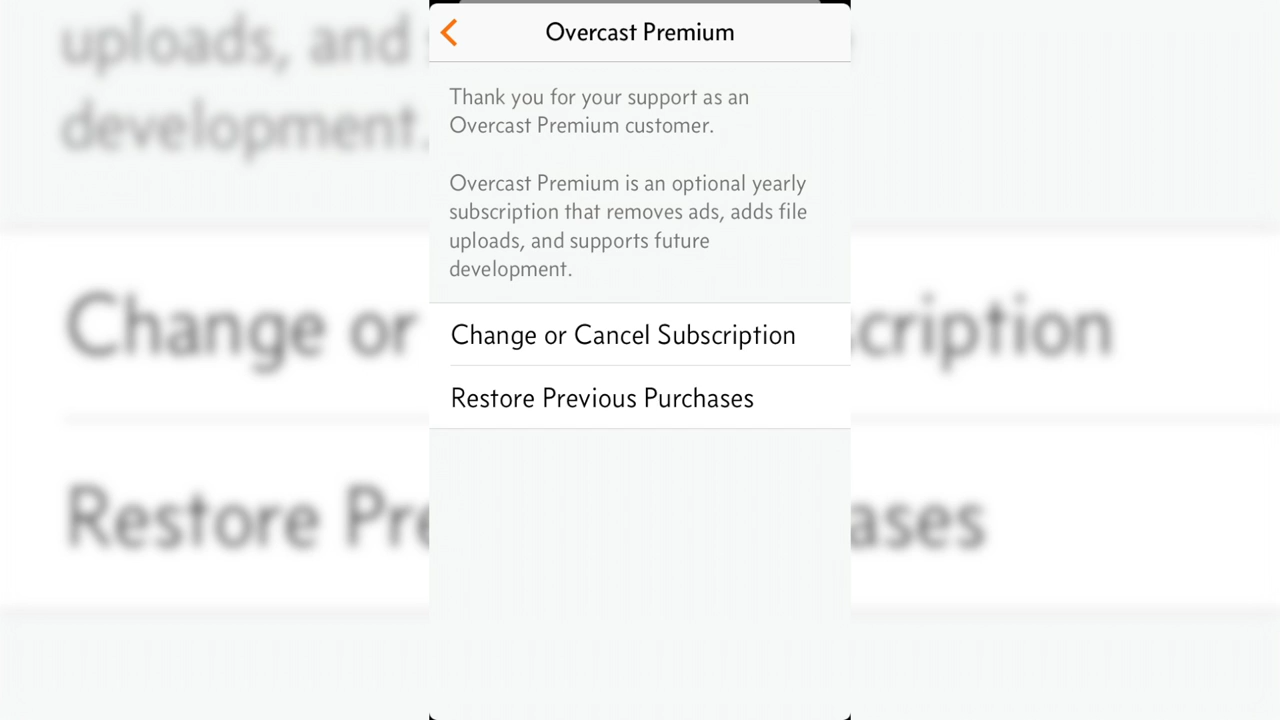 Overcast Premium
Thank you for your support as an
Overcast Premium customer.
Overcast Premium is an optional yearly
subscription that removes ads, adds file
uploads, and supports future
development.
Change or Cancel Subscription
Restore Previous Purchases